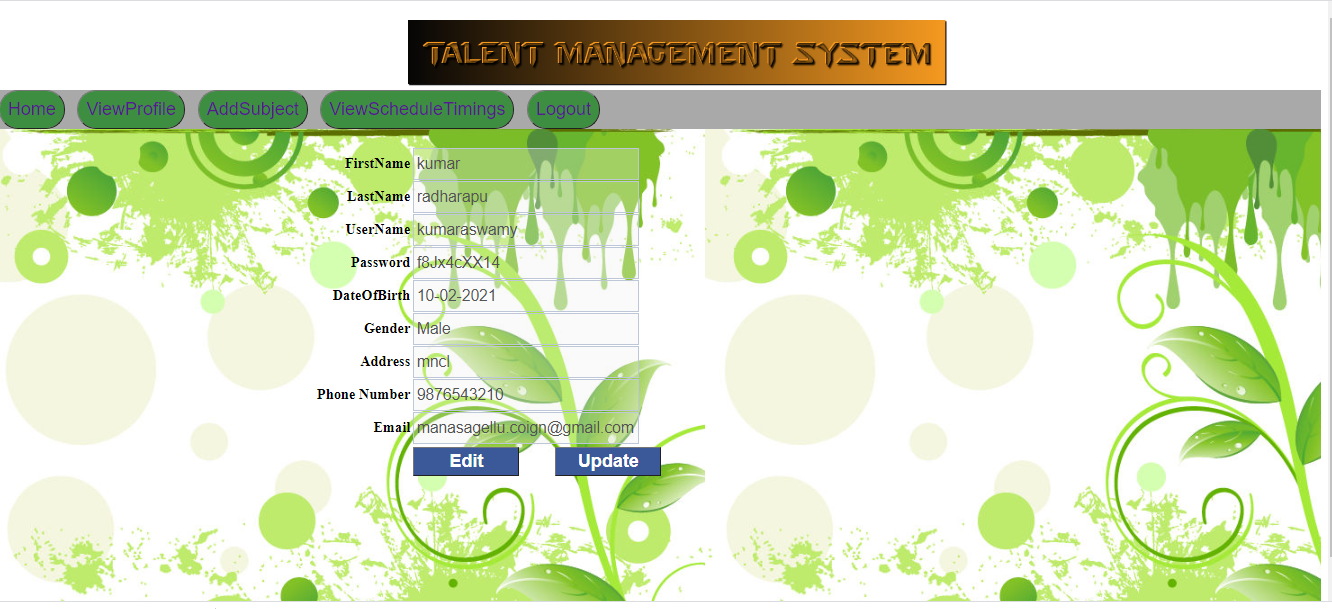 TALENT MANAGEMENT SYSTEM
Home ViewProfile AddSubject ViewScheduleTimings Logout
FirstName kumar
LastName radharapu
UserName kumaraswamy
Password f8Jx4cXX14
DateOfBirth 10-02-2021
Gender Male
Address mncl
Phone Number 9876543210
Email manasagellu.coign@gmail.com
Edit Update